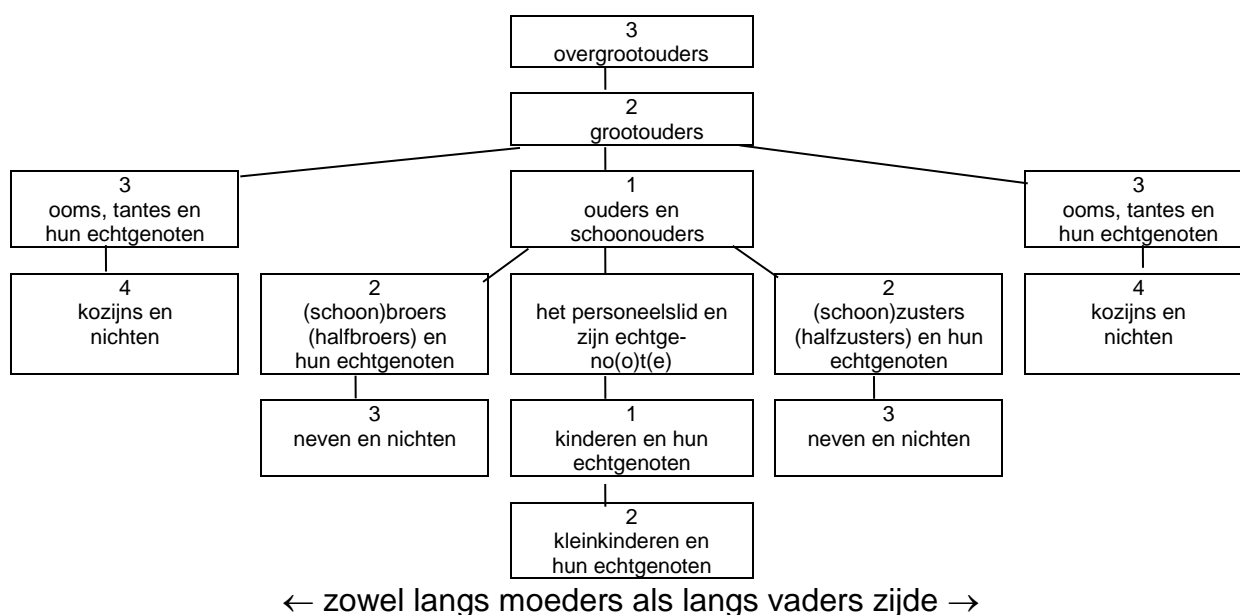 3
overgrootouders
2
grootouders
3
ooms, tantes en
hun echtgenoten
1
ouders en
schoonouders
3
ooms, tantes en
hun echtgenoten
4
kozijns en
nichten
2
(schoon)broers
(halfbroers) en
hun echtgenoten
het personeelslid en
zijn echtge-
no(o)t(e)
2
(schoon)zusters
(halfzusters) en hun
echtgenoten
4
kozijns en
nichten
3
neven en nichten
1
kinderen en hun
echtgenoten
3
neven en nichten
2
kleinkinderen en
hun echtgenoten
← zowel langs moeders als langs vaders zijde →